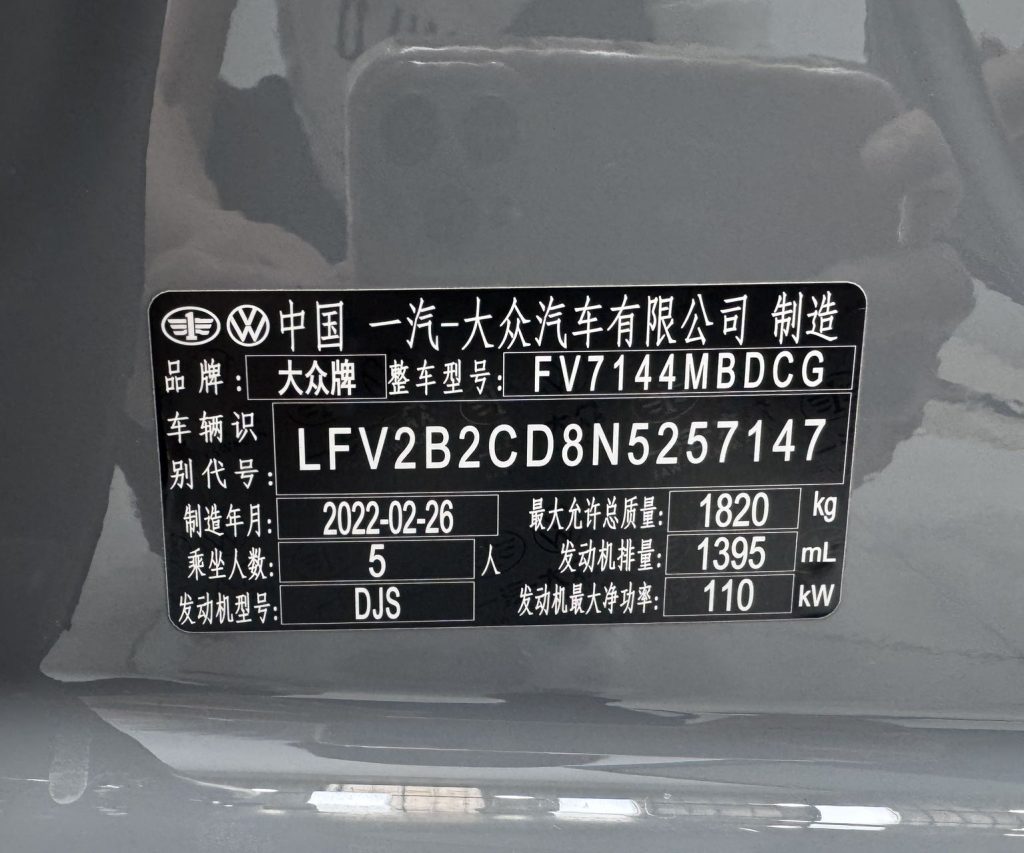 中国 一汽-大众汽车有限公司 制造
品牌: 大众牌 整车型号: FV7144MBDCG
车辆识别代号: LFV2B2CD8N5257147
制造年月: 2022-02-26 最大允许总质量: 1820 kg
乘坐人数: 5 人 发动机排量: 1395 mL
发动机型号: DJS 发动机最大净功率: 110 kW